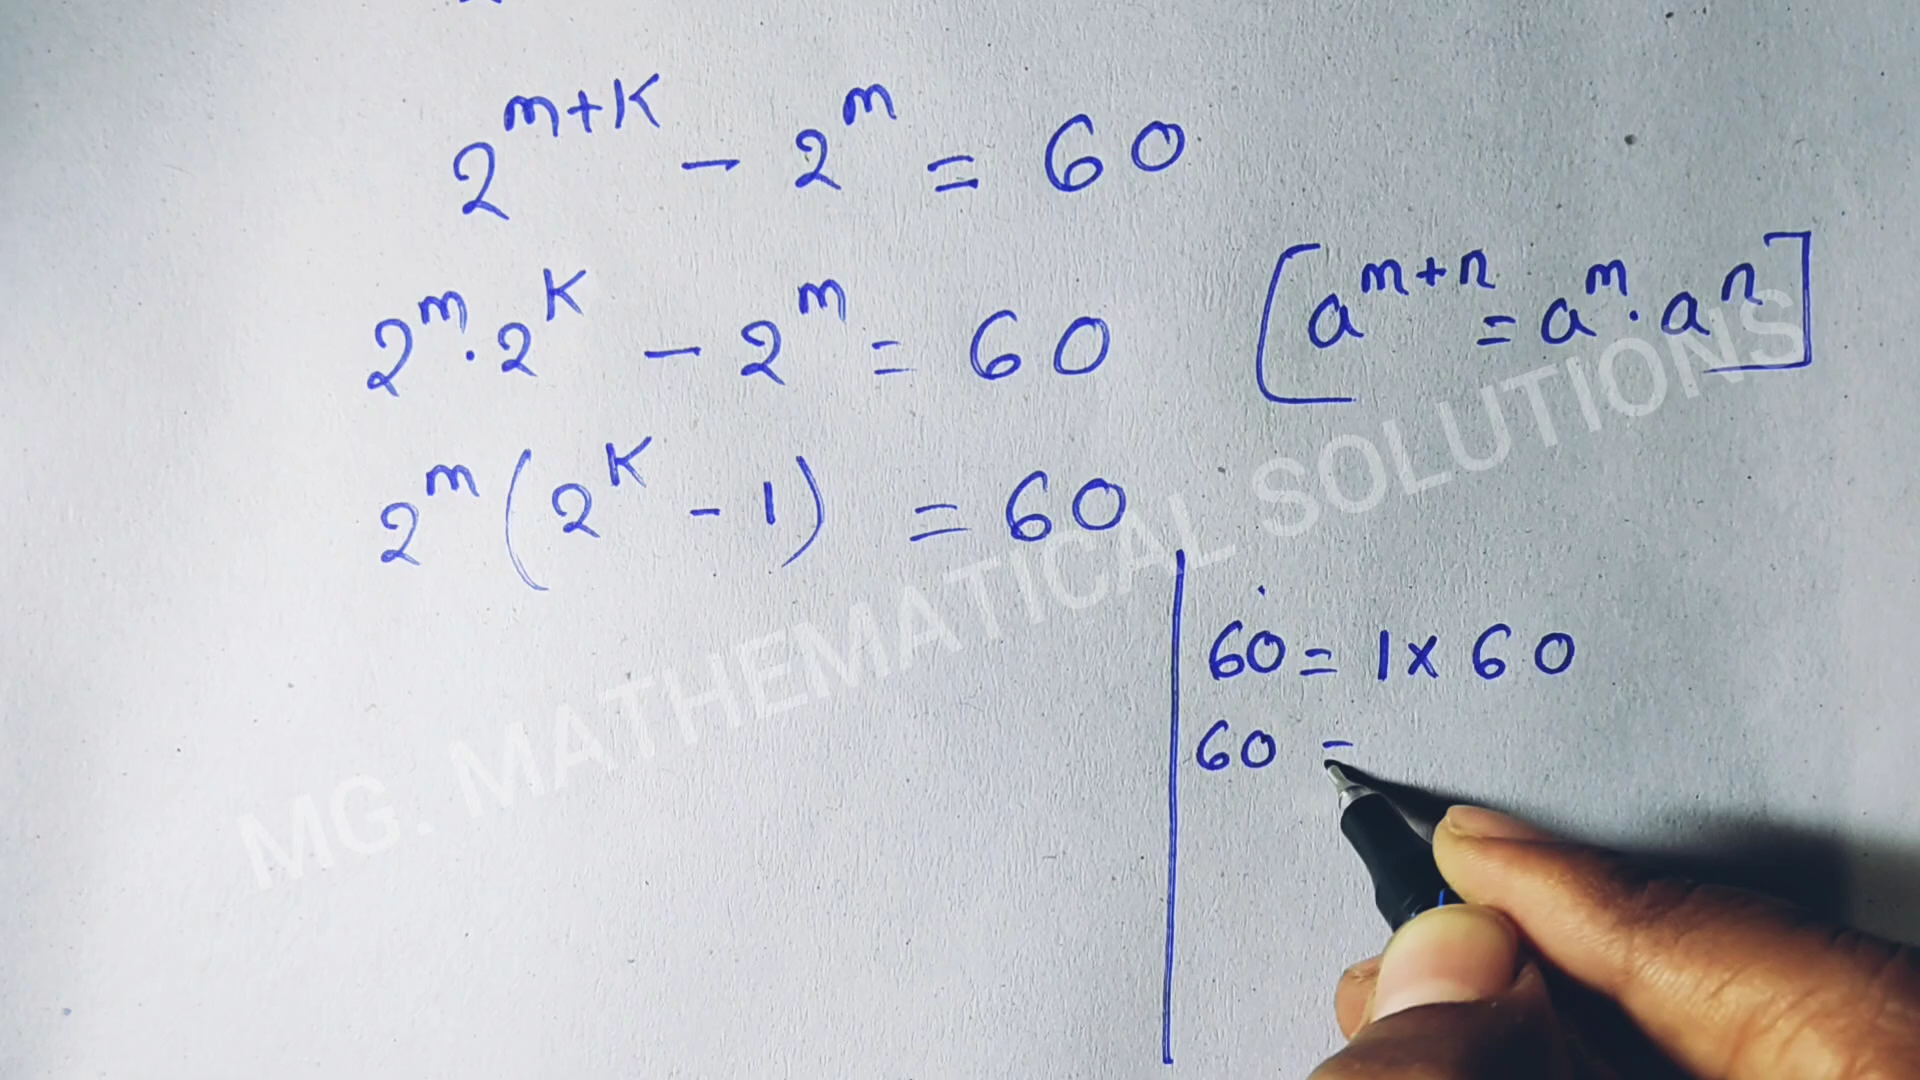 2^{m+k} - 2^m = 60
2^m · 2^k - 2^m = 60 [a^{m+n} = a^m · a^n]
2^m (2^k - 1) = 60
60 = 1 × 60
60 =
MG. MATHEMATICAL SOLUTIONS